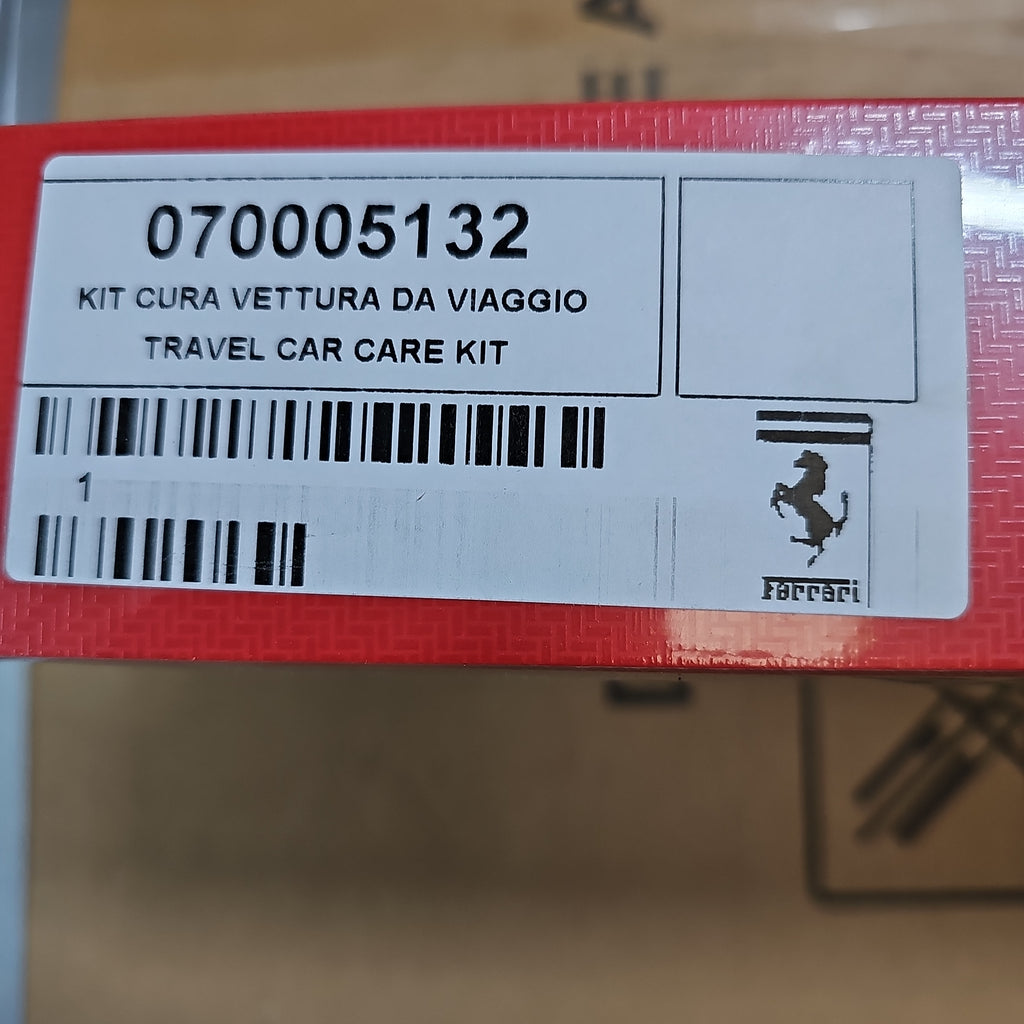 070005132
KIT CURA VETTURA DA VIAGGIO
TRAVEL CAR CARE KIT
1
Ferrari